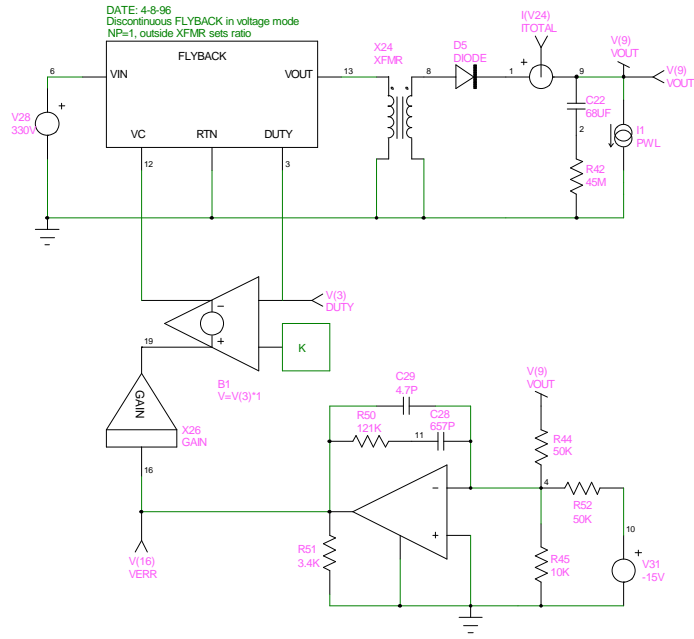 DATE: 4-8-96
Discontinuous FLYBACK in voltage mode
NP=1, outside XFMR sets ratio
FLYBACK
VIN
VOUT
VC
RTN
DUTY
6
13
12
3
V28
330V
+
X24
XFMR
8
D5
DIODE
1
I(V24)
ITOTAL
+
9
V(9)
VOUT
V(9)
VOUT
C22
68UF
2
R42
45M
I1
PWL
V(3)
DUTY
K
−
+
19
B1
V=V(3)*1
GAIN
X26
GAIN
16
V(16)
VERR
C29
4.7P
R50
121K
11
C28
657P
−
+
R51
3.4K
V(9)
VOUT
R44
50K
4
R52
50K
R45
10K
10
+
V31
-15V